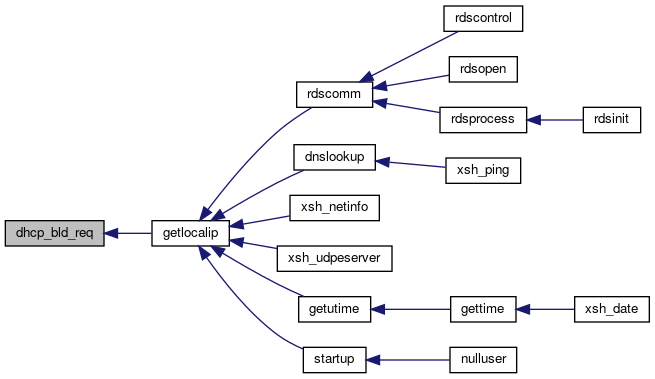 rdscontrol
rdsopen
rdscomm
rdsprocess
rdsinit
dnslookup
xsh_ping
xsh_netinfo
dhcp_bld_req
getlocalip
xsh_udpeserver
getutime
gettime
xsh_date
startup
nulluser